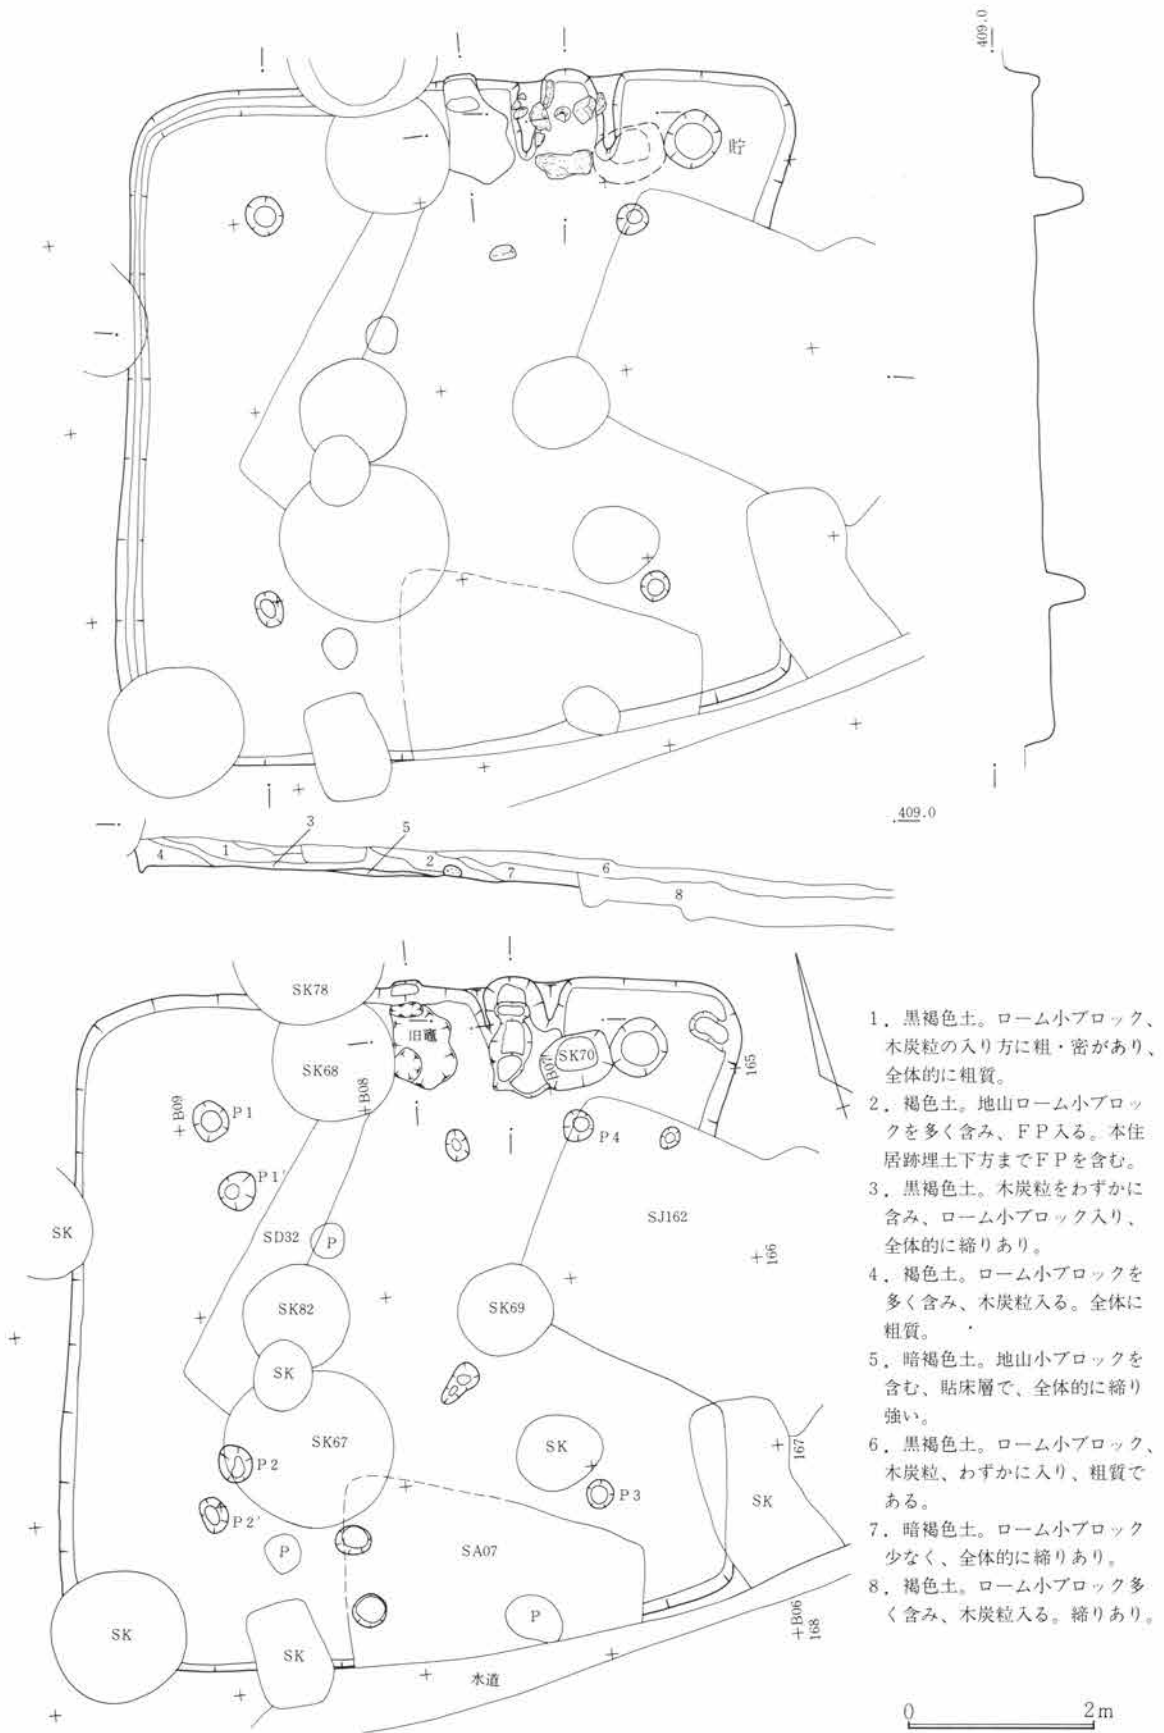 409.0
貯
3
5
409.0
4
1
2
7
6
8
SK78
旧竈
SK68
SK70
B07
165
B09
P1
B08
P4
P1'
SJ162
SK
SD32
P
166
SK82
SK69
SK
SK67
SK
167
P2
P3
SK
P2'
P
SA07
P
B06
168
SK
SK
水道
1．黒褐色土。ローム小ブロック、
木炭粒の入り方に粗・密があり、
全体的に粗質。
2．褐色土。地山ローム小ブロッ
クを多く含み、FP入る。本住
居跡埋土下方までFPを含む。
3．黒褐色土。木炭粒をわずかに
含み、ローム小ブロック入り、
全体的に締りあり。
4．褐色土。ローム小ブロックを
多く含み、木炭粒入る。全体に
粗質。
5．暗褐色土。地山小ブロックを
含む、貼床層で、全体的に締り
強い。
6．黒褐色土。ローム小ブロック、
木炭粒、わずかに入り、粗質で
ある。
7．暗褐色土。ローム小ブロック
少なく、全体的に締りあり。
8．褐色土。ローム小ブロック多
く含み、木炭粒入る。締りあり。
0 2m